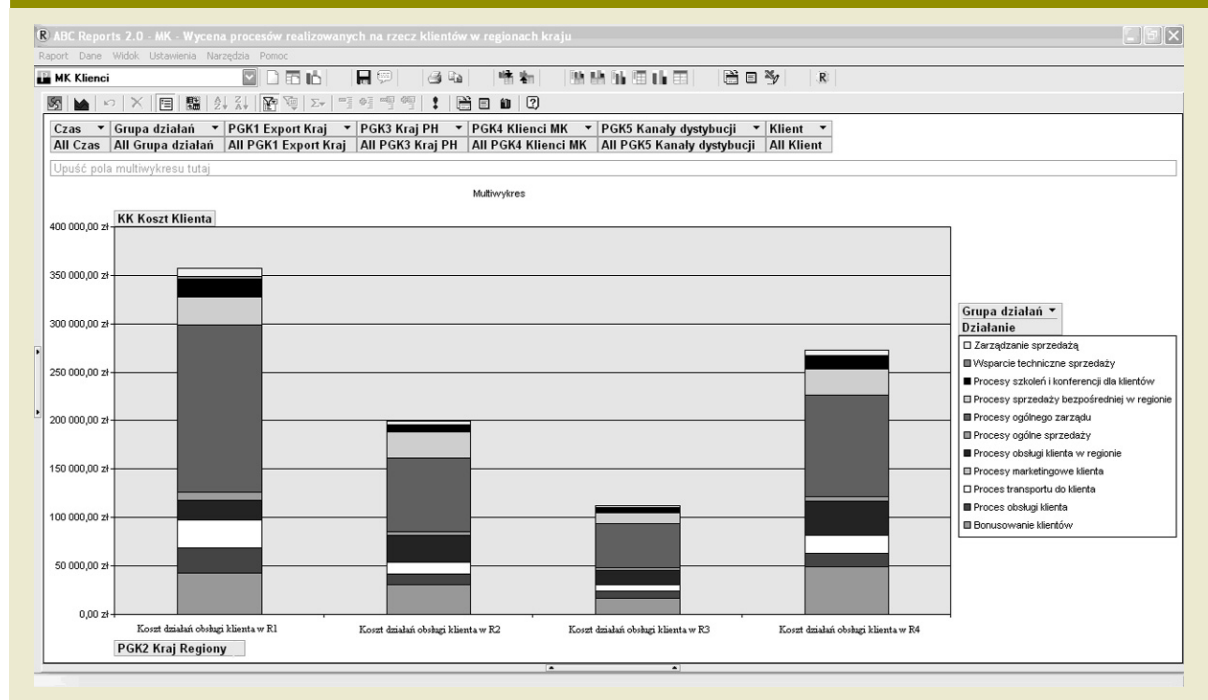 ABC Reports 2.0 - MK - Wycena procesów realizowanych na rzecz klientów w regionach kraju
Raport Dane Widok Ustawienia Narzędzia Pomoc
MK Klienci
Czas Grupa działań PGK1 Export Kraj PGK3 Kraj PH PGK4 Klienci MK PGK5 Kanały dystybucji Klient
All Czas All Grupa działań All PGK1 Export Kraj All PGK3 Kraj PH All PGK4 Klienci MK All PGK5 Kanały dystybucji All Klient
Upuść pola multiwykresu tutaj
Multiwykres
KK Koszt Klienta
400 000,00 zł
350 000,00 zł
300 000,00 zł
250 000,00 zł
200 000,00 zł
150 000,00 zł
100 000,00 zł
50 000,00 zł
0,00 zł
Koszt działań obsługi klienta w R1 Koszt działań obsługi klienta w R2 Koszt działań obsługi klienta w R3 Koszt działań obsługi klienta w R4
PGK2 Kraj Regiony
Grupa działań
Działanie
Zarządzanie sprzedażą
Wsparcie techniczne sprzedaży
Procesy szkoleń i konferencji dla klientów
Procesy sprzedaży bezpośredniej w regionie
Procesy ogólnego zarządu
Procesy ogólne sprzedaży
Procesy obsługi klienta w regionie
Procesy marketingowe klienta
Proces transportu do klienta
Proces obsługi klienta
Bonusowanie klientów